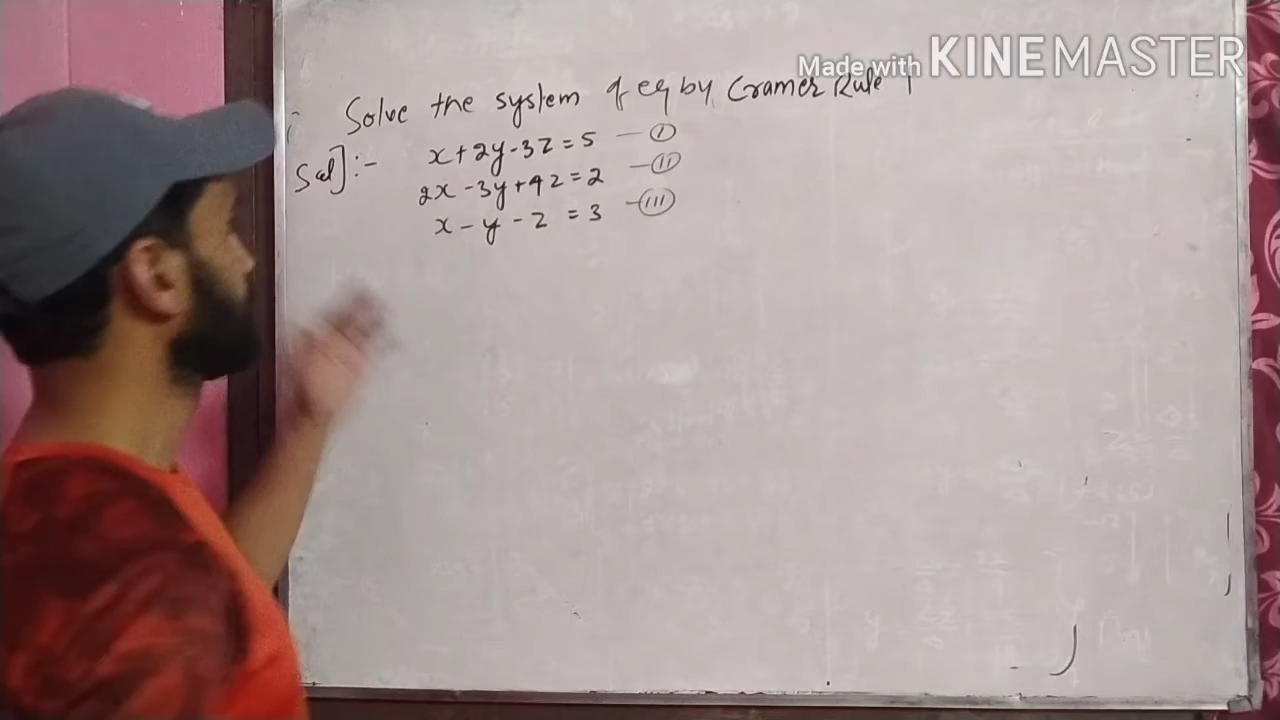 Made with KINEMASTER
Solve the system of eq by Cramer Rule
Sol]:- x+2y-3z=5 —(i)
2x-3y+4z=2 —(ii)
x-y-z=3 —(iii)